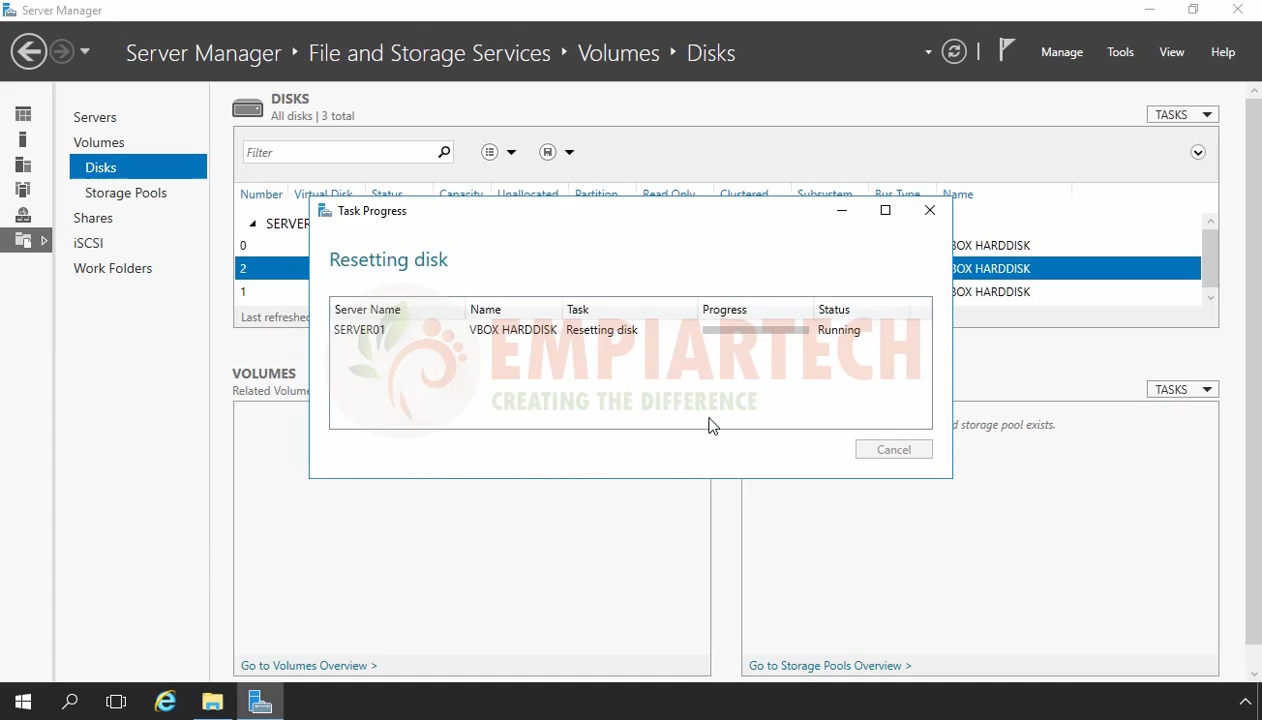 Server Manager
Server Manager ‣ File and Storage Services ‣ Volumes ‣ Disks
Manage Tools View Help
Servers
Volumes
Disks
Storage Pools
Shares
iSCSI
Work Folders
DISKS
All disks | 3 total
TASKS
Filter
Number Virtual Disk Status Capacity Unallocated Partition Read Only Clustered Subsystem Bus Type Name
SERVER
0 BOX HARDDISK
2 BOX HARDDISK
1 BOX HARDDISK
Last refreshed
Task Progress
Resetting disk
Server Name Name Task Progress Status
SERVER01 VBOX HARDDISK Resetting disk Running
EMPIARTECH
CREATING THE DIFFERENCE
Cancel
VOLUMES
Related Volume
TASKS
d storage pool exists.
Go to Volumes Overview >
Go to Storage Pools Overview >